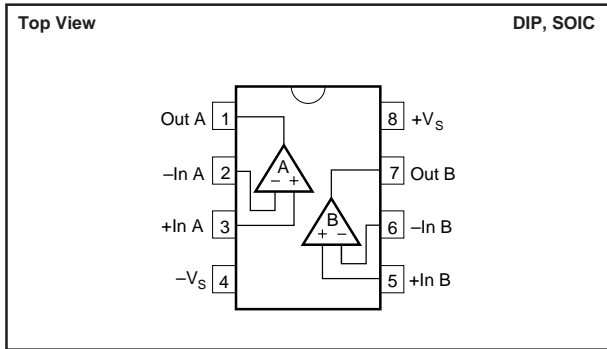 Top View DIP, SOIC
Out A 1 8 +VS
A
–In A 2 – + 7 Out B
B
+In A 3 + – 6 –In B
–VS 4 5 +In B